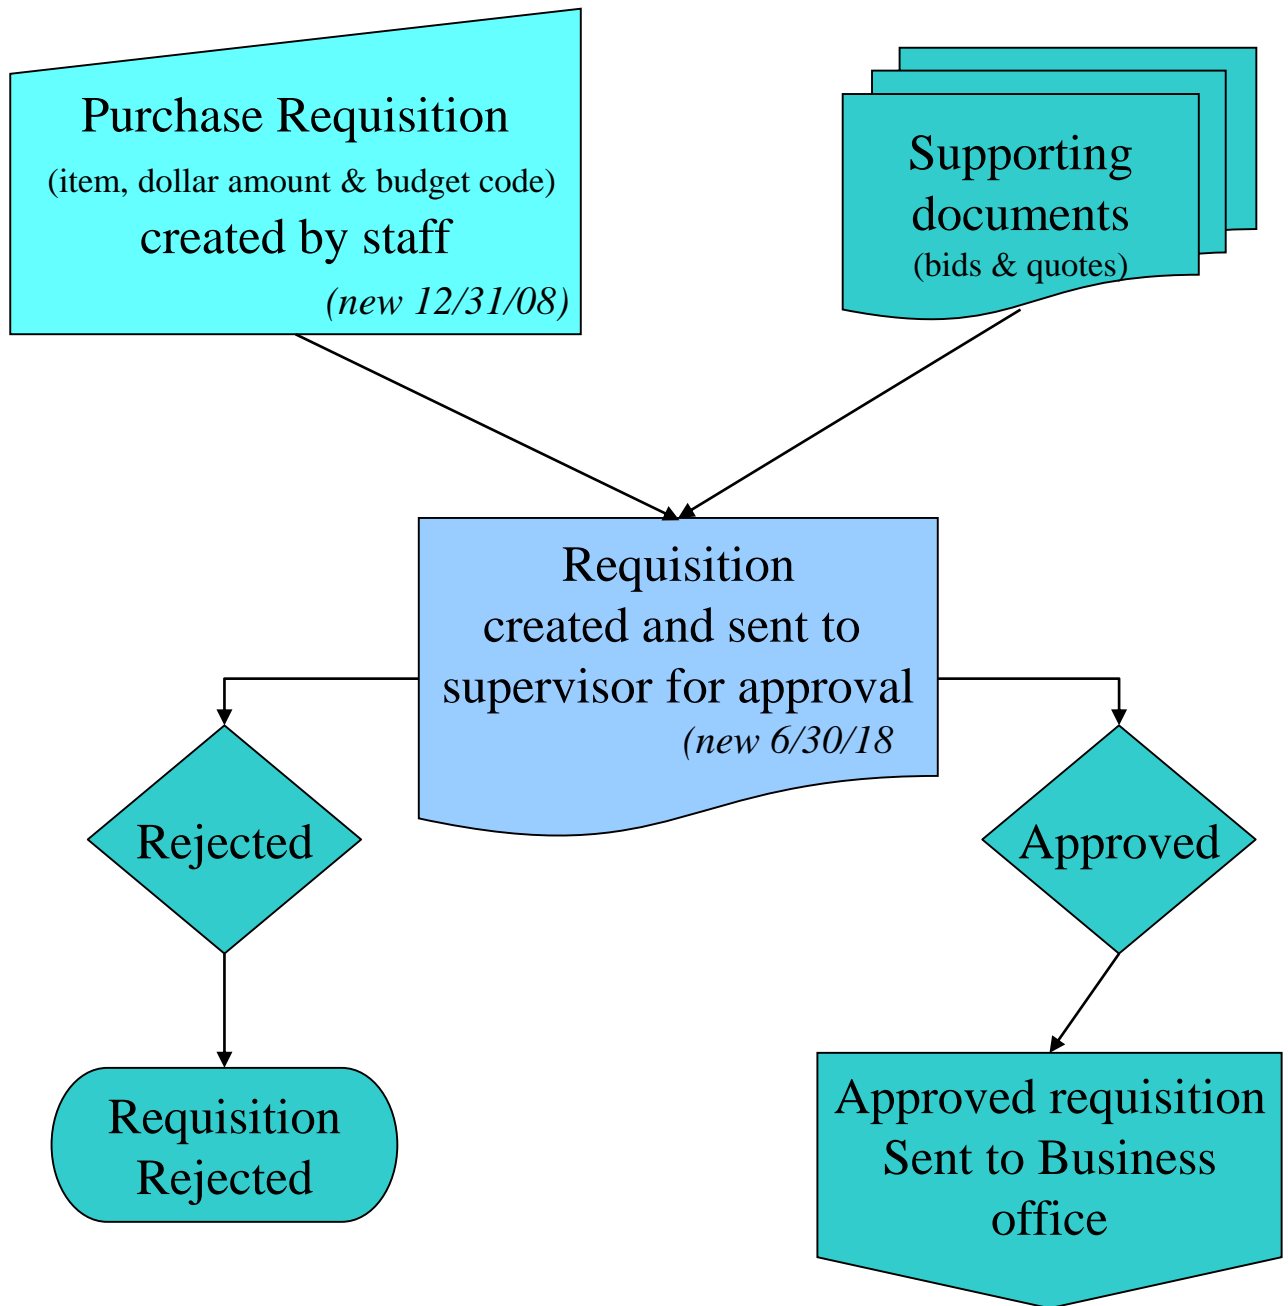 Purchase Requisition
(item, dollar amount & budget code)
created by staff
(new 12/31/08)
Supporting
documents
(bids & quotes)
Requisition
created and sent to
supervisor for approval
(new 6/30/18
Rejected
Approved
Requisition
Rejected
Approved requisition
Sent to Business
office